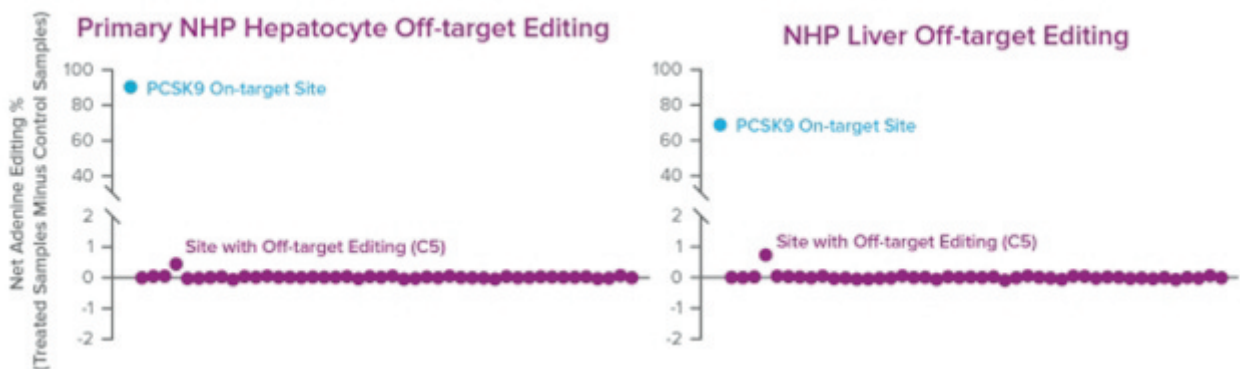 Primary NHP Hepatocyte Off-target Editing
Net Adenine Editing %
[Treated Samples Minus Control Samples)
100
80
60
40
2
1
0
-1
-2
PCSK9 On-target Site
Site with Off-target Editing (C5)
NHP Liver Off-target Editing
100
80
60
40
2
1
0
-1
-2
PCSK9 On-target Site
Site with Off-target Editing (C5)